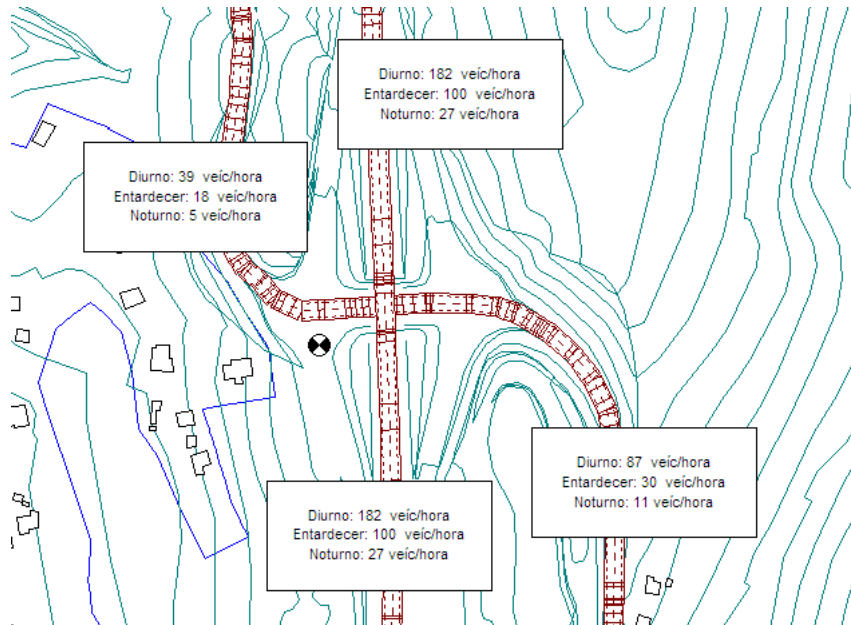 Diurno: 182 veíc/hora
Entardecer: 100 veíc/hora
Noturno: 27 veíc/hora
Diurno: 39 veíc/hora
Entardecer: 18 veíc/hora
Noturno: 5 veíc/hora
Diurno: 87 veíc/hora
Entardecer: 30 veíc/hora
Noturno: 11 veíc/hora
Diurno: 182 veíc/hora
Entardecer: 100 veíc/hora
Noturno: 27 veíc/hora